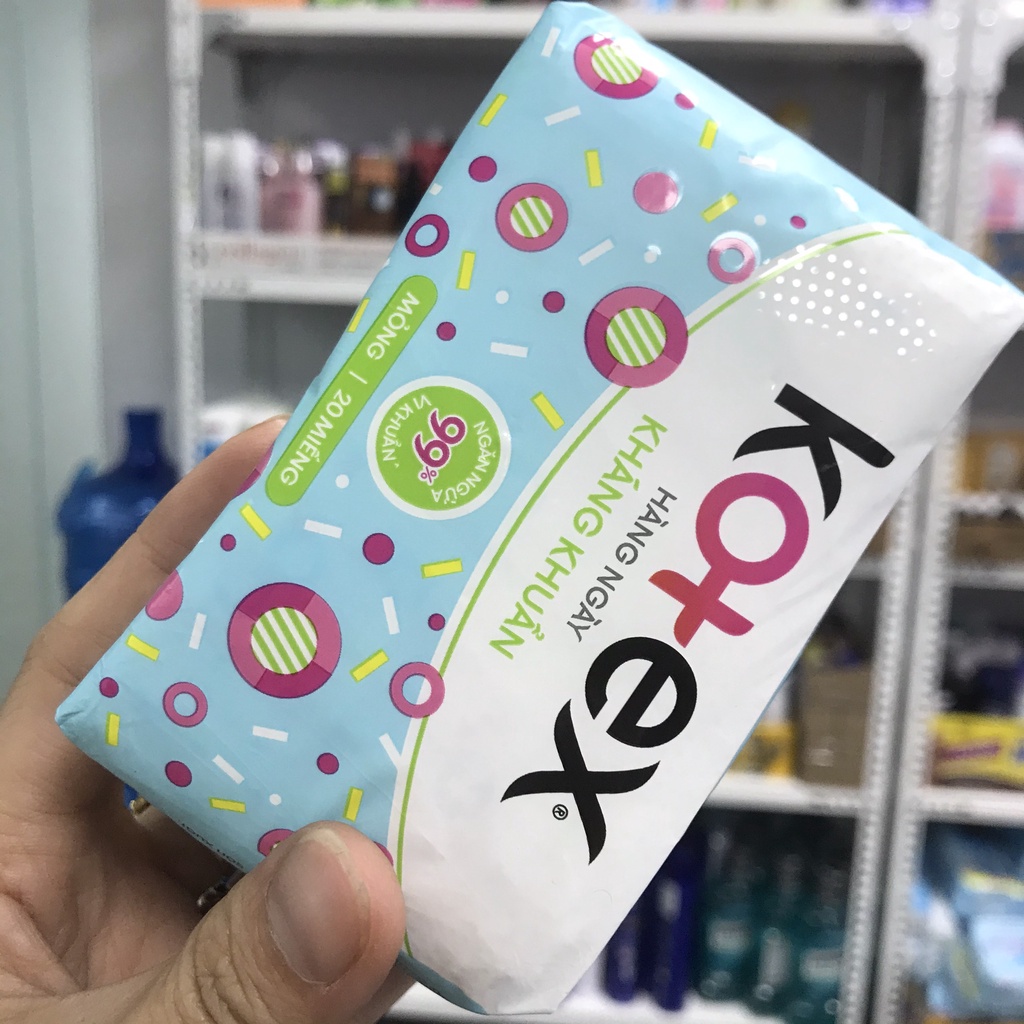 Kotex®
HÀNG NGÀY
KHÁNG KHUẨN
NGĂN NGỪA
99%
VI KHUẨN*
MỎNG | 20 MIẾNG